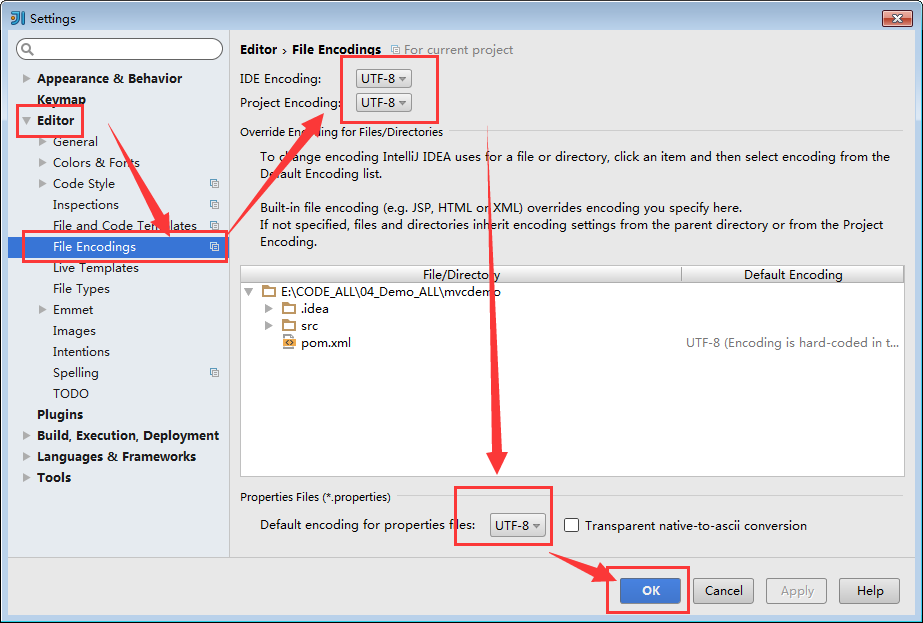 Settings
Appearance & Behavior
Keymap
Editor
General
Colors & Fonts
Code Style
Inspections
File and Code Templates
File Encodings
Live Templates
File Types
Emmet
Images
Intentions
Spelling
TODO
Plugins
Build, Execution, Deployment
Languages & Frameworks
Tools
Editor › File Encodings For current project
IDE Encoding: UTF-8
Project Encoding: UTF-8
Override Encoding for Files/Directories
To change encoding IntelliJ IDEA uses for a file or directory, click an item and then select encoding from the
Default Encoding list.
Built-in file encoding (e.g. JSP, HTML or XML) overrides encoding you specify here.
If not specified, files and directories inherit encoding settings from the parent directory or from the Project
Encoding.
File/Directory Default Encoding
E:\CODE_ALL\04_Demo_ALL\mvcdemo
.idea
src
pom.xml UTF-8 (Encoding is hard-coded in t...
Properties Files (*.properties)
Default encoding for properties files: UTF-8 Transparent native-to-ascii conversion
OK Cancel Apply Help